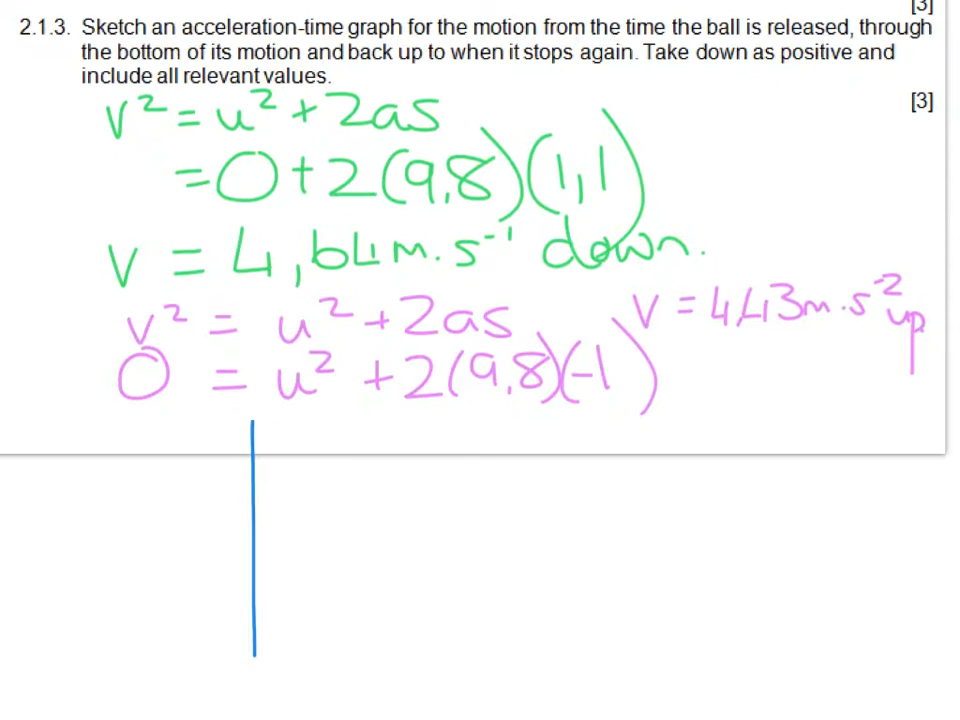 [3]
2.1.3. Sketch an acceleration-time graph for the motion from the time the ball is released, through
the bottom of its motion and back up to when it stops again. Take down as positive and
include all relevant values.
[3]
v² = u² + 2as
= 0 + 2(9,8)(1,1)
v = 4,64 m.s⁻¹ down.
v² = u² + 2as
v = 4,43 m.s⁻² up
0 = u² + 2(9,8)(-1)